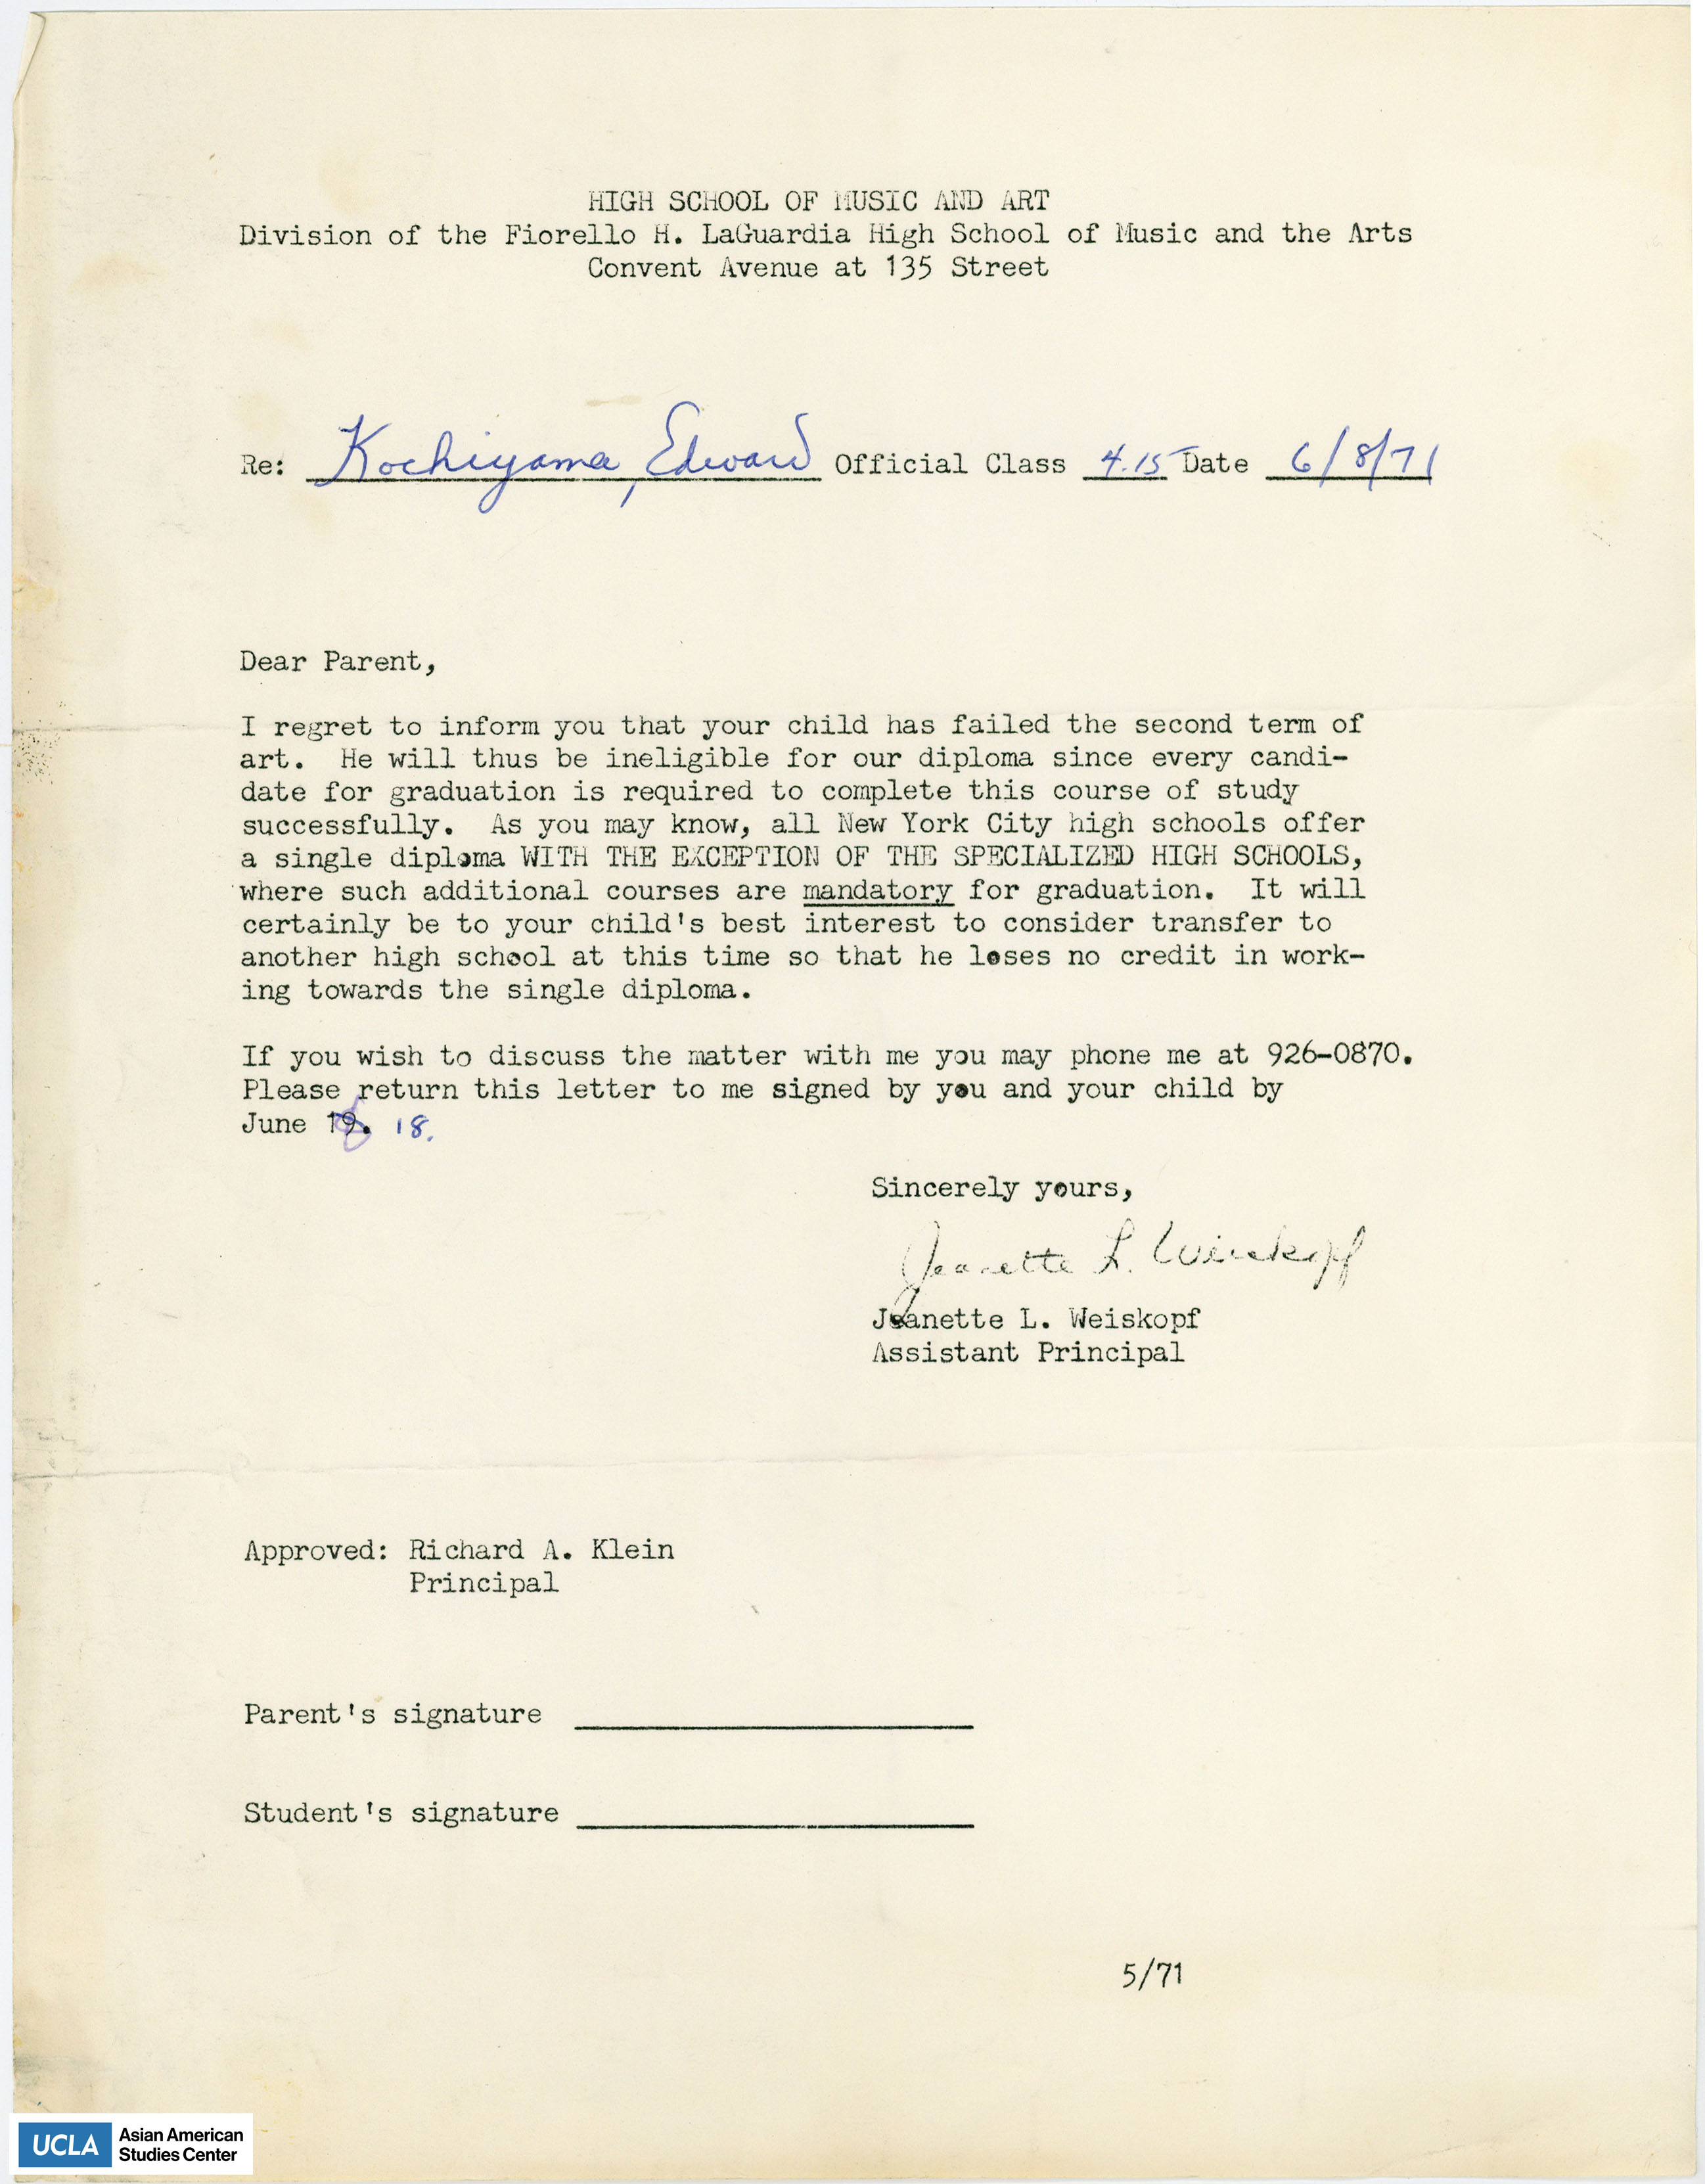 HIGH SCHOOL OF MUSIC AND ART
Division of the Fiorello H. LaGuardia High School of Music and the Arts
Convent Avenue at 135 Street
Re: Kochiyama, Edward Official Class 4.15 Date 6/8/71
Dear Parent,
I regret to inform you that your child has failed the second term of
art. He will thus be ineligible for our diploma since every candi-
date for graduation is required to complete this course of study
successfully. As you may know, all New York City high schools offer
a single diploma WITH THE EXCEPTION OF THE SPECIALIZED HIGH SCHOOLS,
where such additional courses are mandatory for graduation. It will
certainly be to your child's best interest to consider transfer to
another high school at this time so that he loses no credit in work-
ing towards the single diploma.
If you wish to discuss the matter with me you may phone me at 926-0870.
Please return this letter to me signed by you and your child by
June 19. 18.
Sincerely yours,
Jeanette L. Weiskopf
Jeanette L. Weiskopf
Assistant Principal
Approved: Richard A. Klein
Principal
Parent's signature
Student's signature
5/71
UCLA Asian American
Studies Center